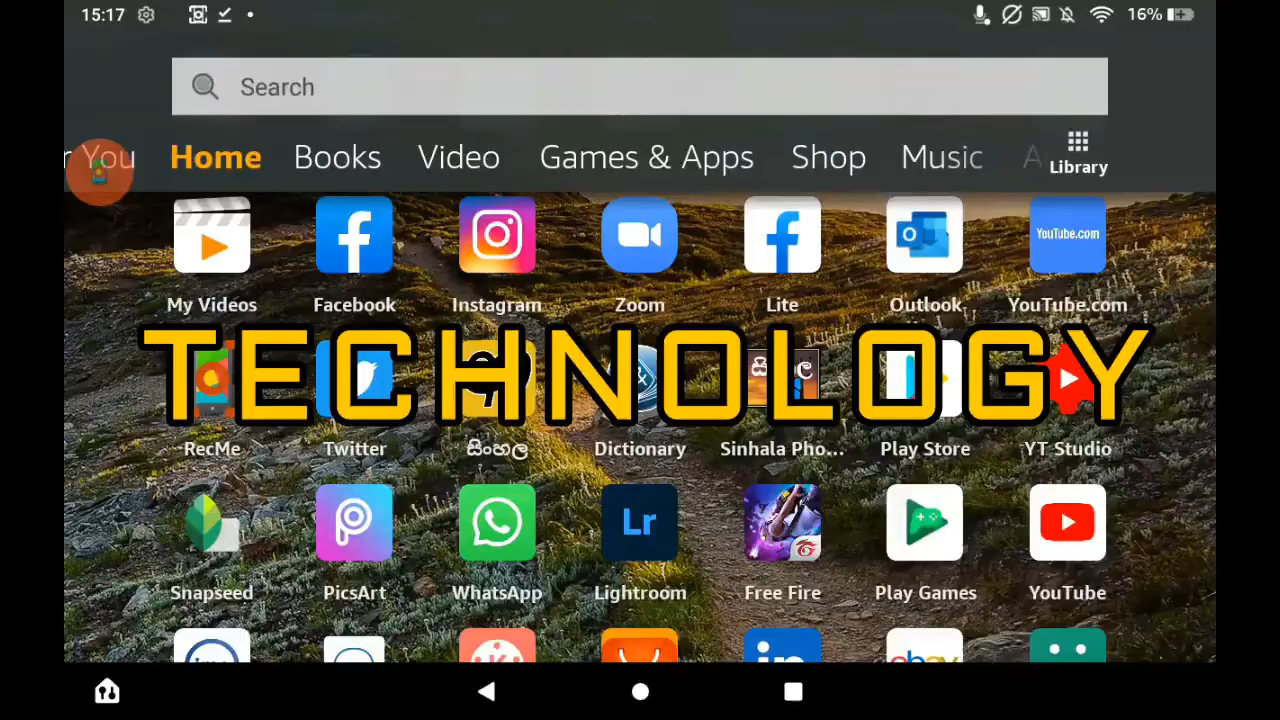 15:17
16%
Search
r You Home Books Video Games & Apps Shop Music A Library
YouTube.com
My Videos Facebook Instagram Zoom Lite Outlook YouTube.com
TECHNOLOGY
RecMe Twitter සිංහල Dictionary Sinhala Pho... Play Store YT Studio
Lr
Snapseed PicsArt WhatsApp Lightroom Free Fire Play Games YouTube
in ebay